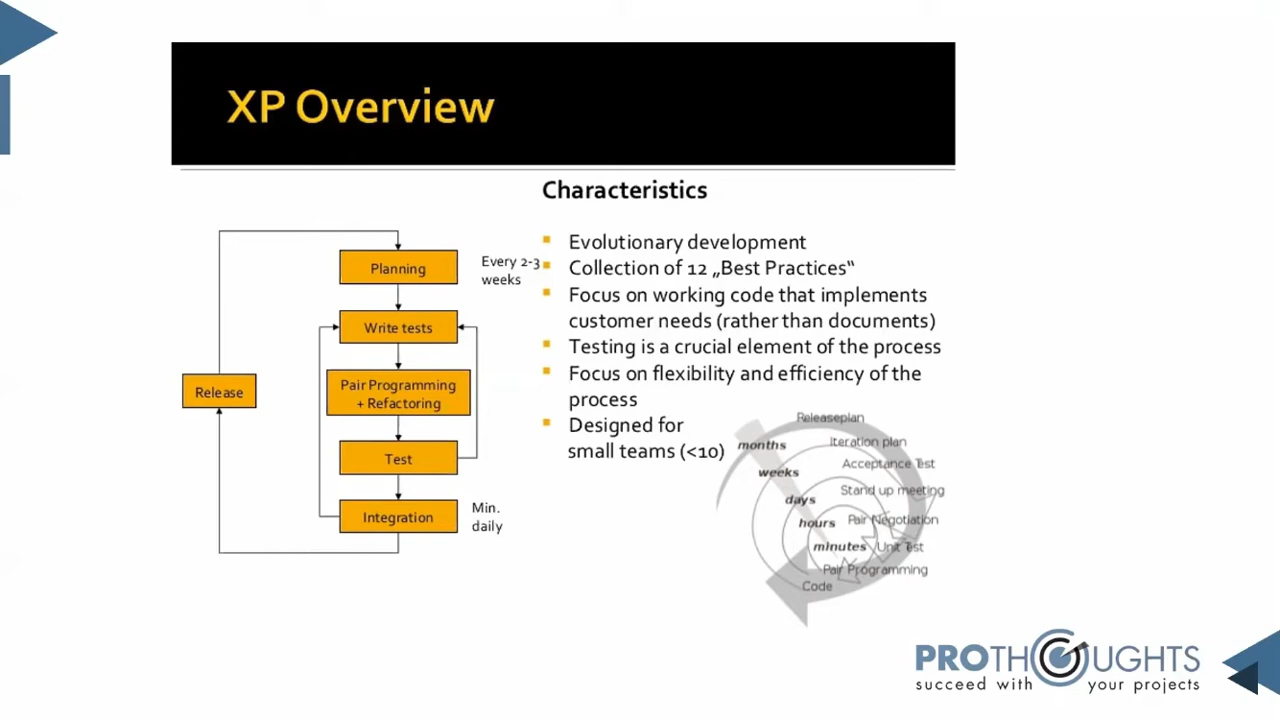 XP Overview
Characteristics
Planning
Every 2-3
weeks
Write tests
Pair Programming
+ Refactoring
Release
Test
Integration
Min.
daily
Evolutionary development
Collection of 12 „Best Practices“
Focus on working code that implements
customer needs (rather than documents)
Testing is a crucial element of the process
Focus on flexibility and efficiency of the
process
Designed for
small teams (<10)
Releaseplan
months
Iteration plan
weeks
Acceptance Test
days
Stand up meeting
hours
Pair Negotiation
minutes
Unit Test
Pair Programming
Code
PROTHOUGHTS
succeed with your projects